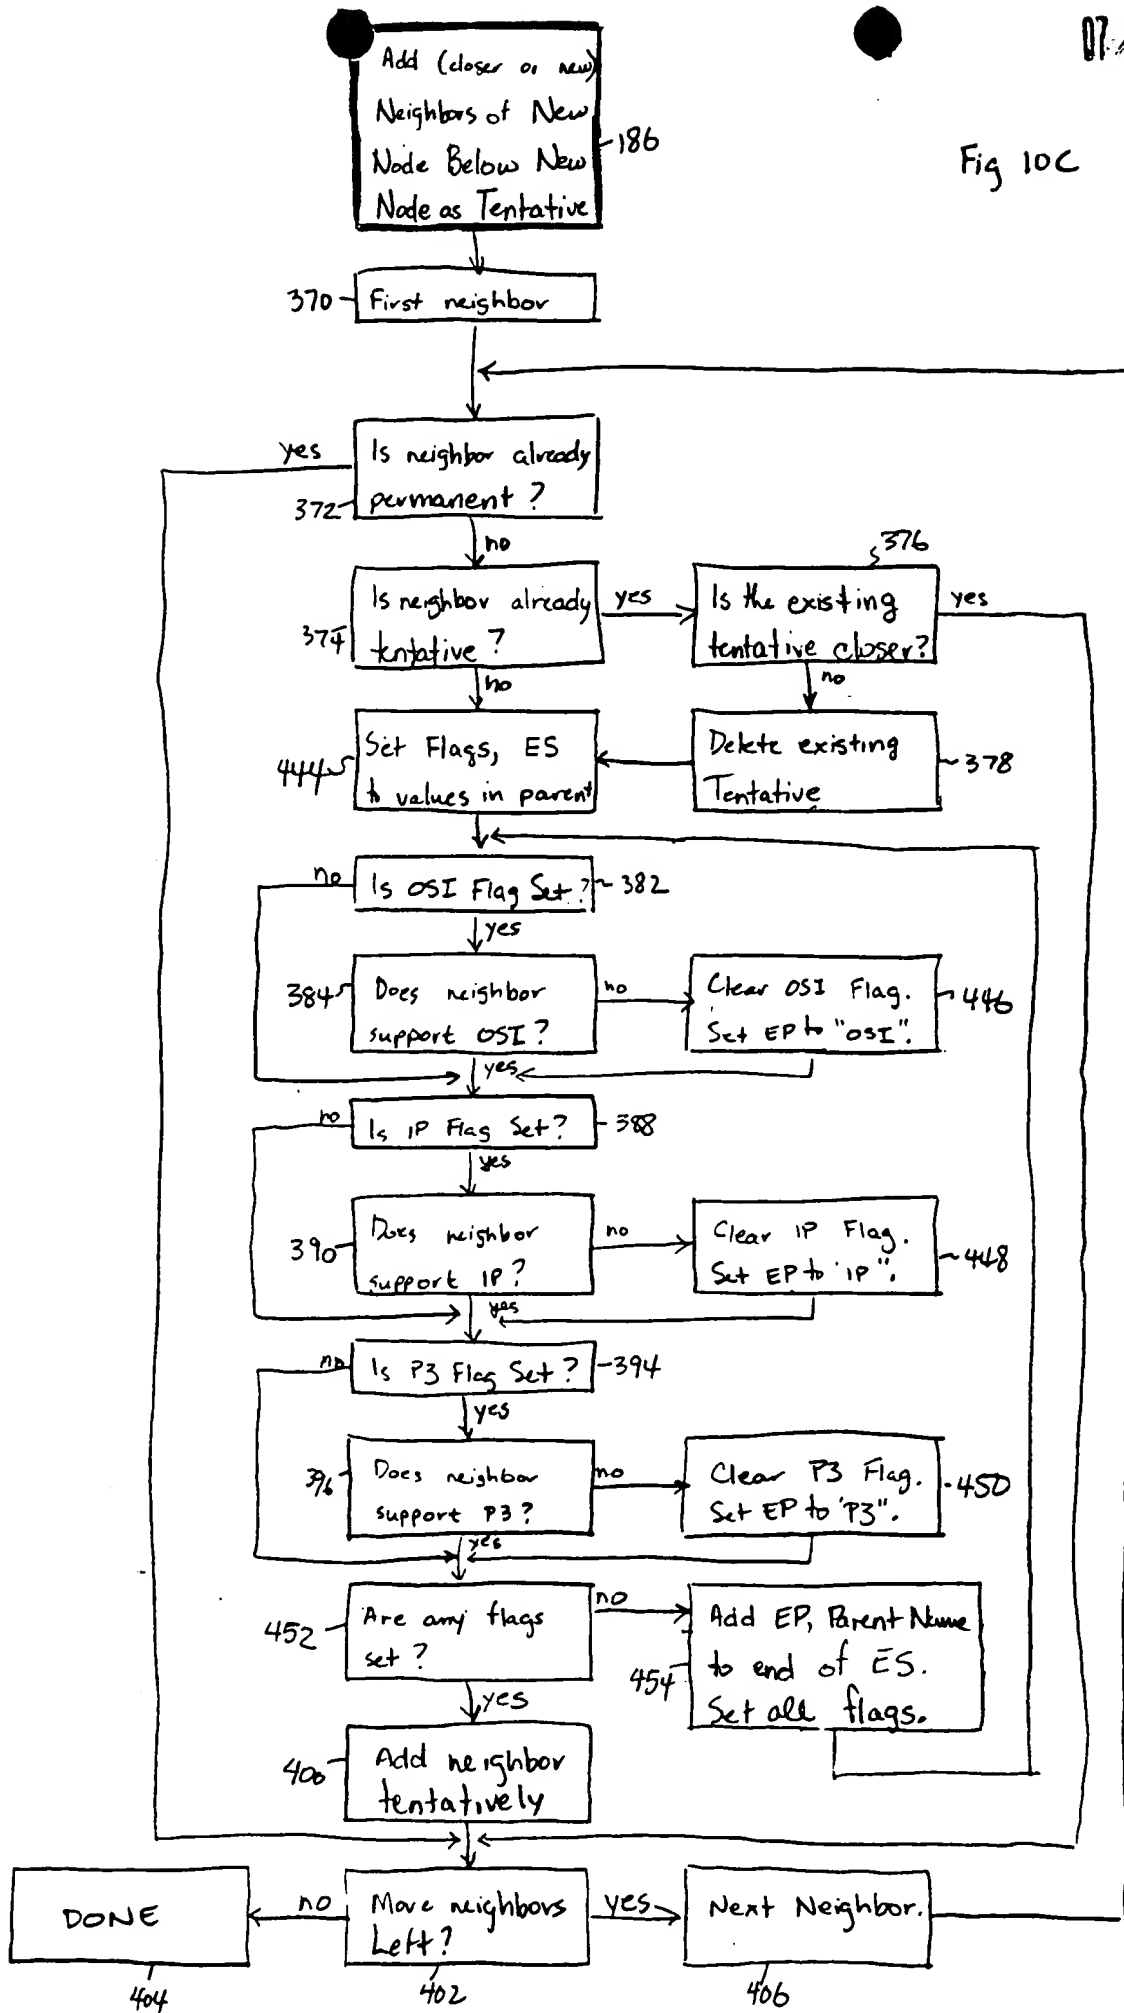 07
Add (closer or new)
Neighbors of New
Node Below New
Node as Tentative
186
Fig 10C
370
First neighbor
yes
Is neighbor already
permanent?
372
no
376
Is neighbor already
tentative?
374
yes
Is the existing
tentative closer?
yes
no
no
Set Flags, ES
to values in parent
444
Delete existing
Tentative
378
no
Is OSI Flag Set?
382
yes
384
Does neighbor
support OSI?
no
Clear OSI Flag.
Set EP to "OSI".
446
yes
no
Is IP Flag Set?
388
yes
390
Does neighbor
support IP?
no
Clear IP Flag.
Set EP to 'IP".
448
yes
no
Is P3 Flag Set?
394
yes
396
Does neighbor
support P3?
no
Clear P3 Flag.
Set EP to 'P3".
450
yes
452
Are any flags
set?
no
Add EP, Parent Name
to end of ES.
Set all flags.
454
yes
400
Add neighbor
tentatively
DONE
no
More neighbors
Left?
yes
Next Neighbor.
404
402
406